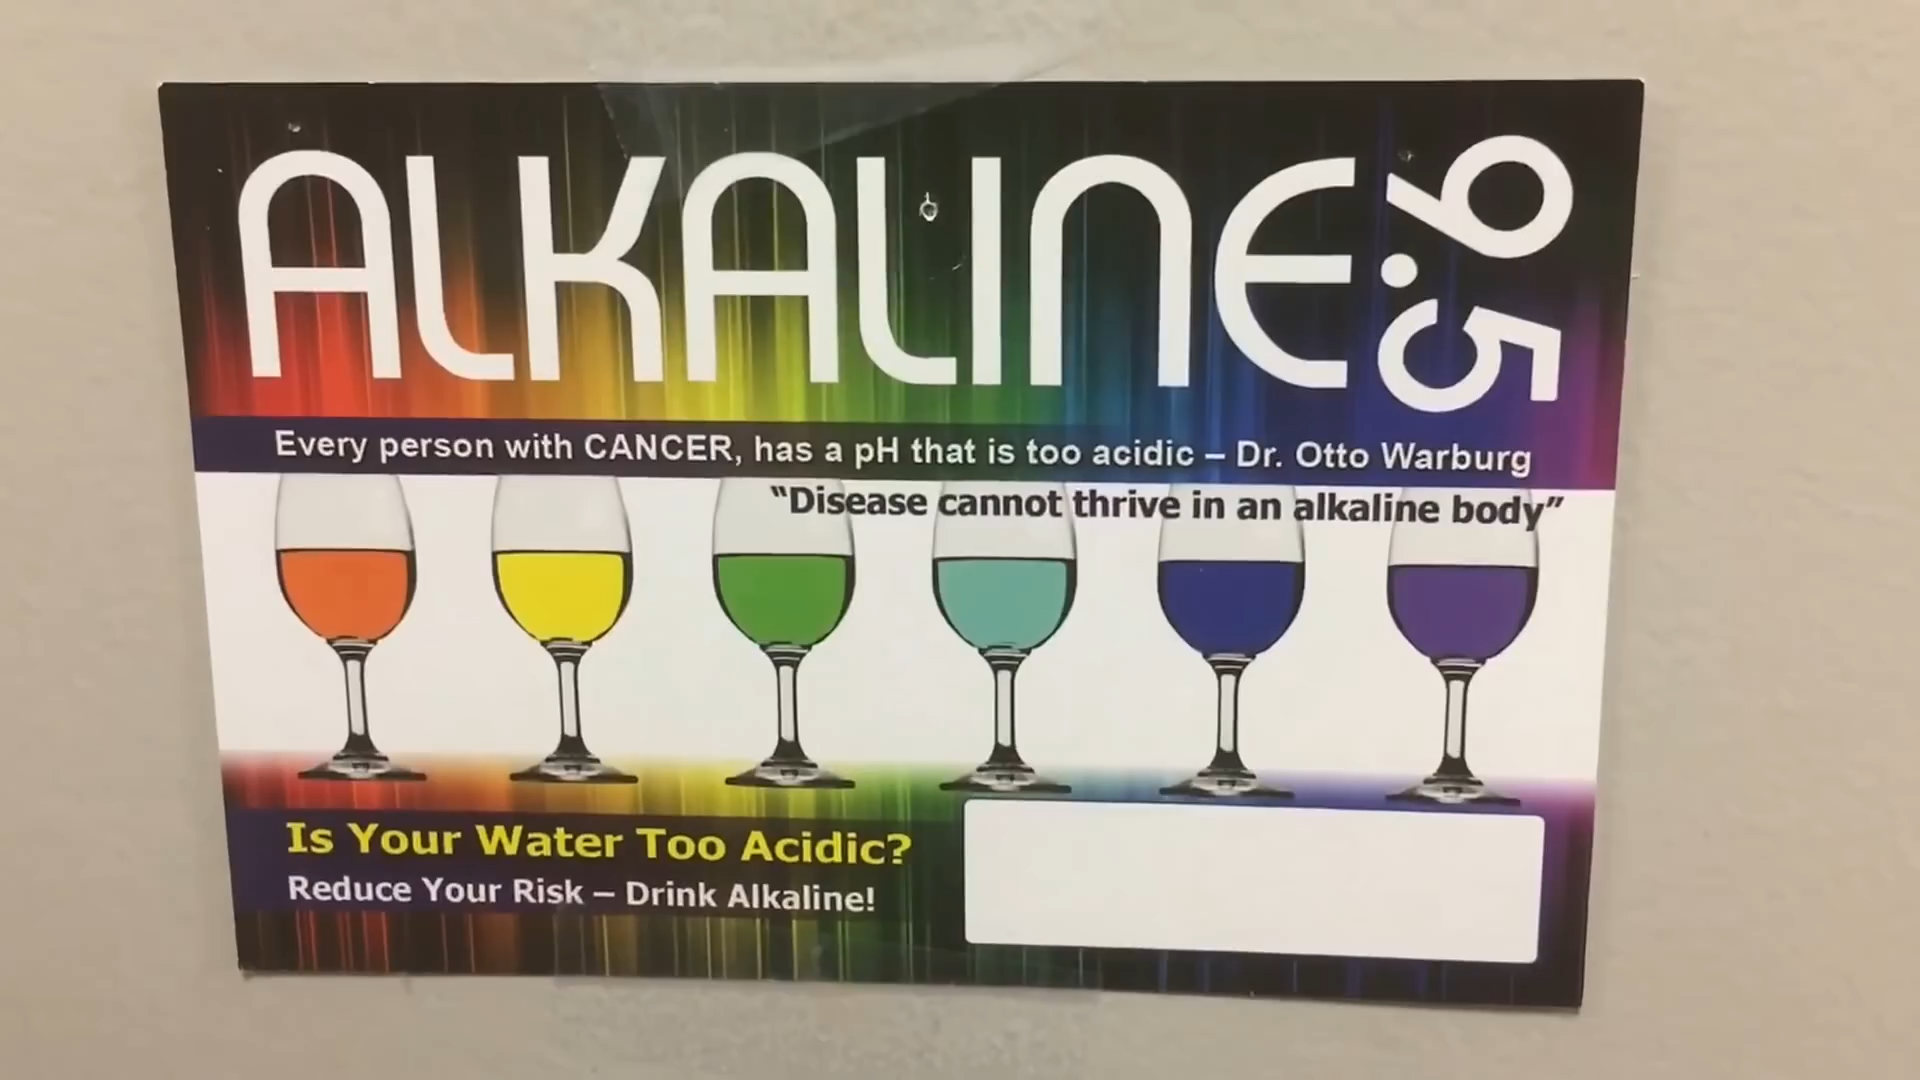 ALKALINE 9.5
Every person with CANCER, has a pH that is too acidic – Dr. Otto Warburg
"Disease cannot thrive in an alkaline body"
Is Your Water Too Acidic?
Reduce Your Risk – Drink Alkaline!